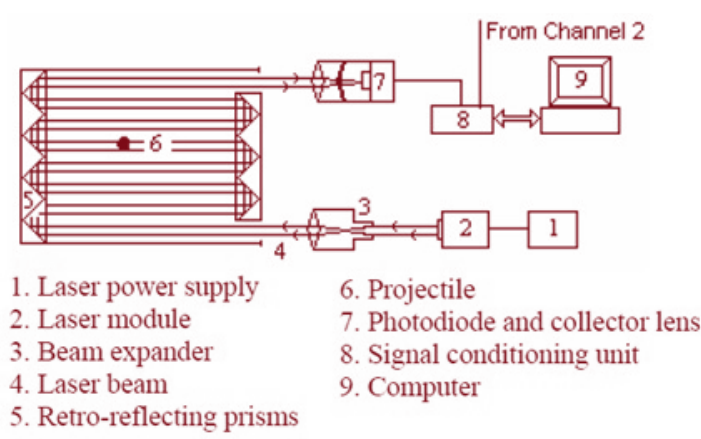 From Channel 2
7
9
8
6
5
3
2
1
4
1. Laser power supply
2. Laser module
3. Beam expander
4. Laser beam
5. Retro-reflecting prisms
6. Projectile
7. Photodiode and collector lens
8. Signal conditioning unit
9. Computer